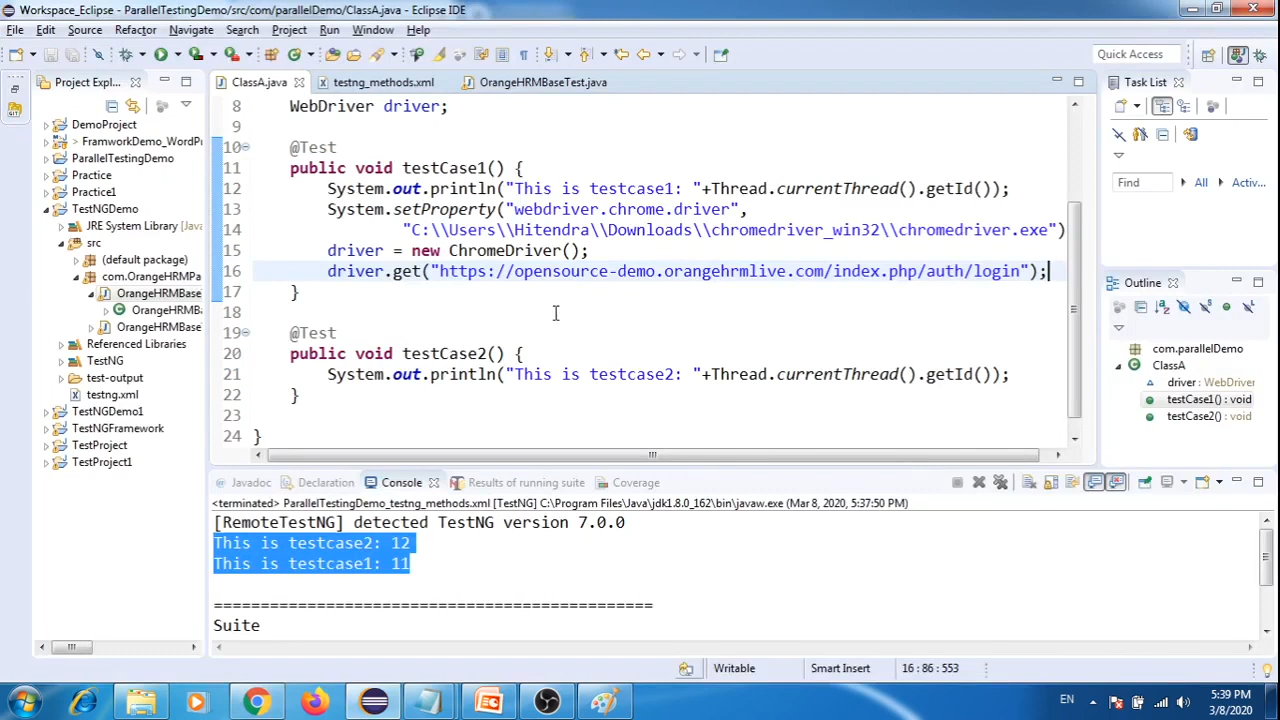 Workspace_Eclipse - ParallelTestingDemo/src/com/parallelDemo/ClassA.java - Eclipse IDE
File Edit Source Refactor Navigate Search Project Run Window Help
Quick Access
Project Expl...
ClassA.java
testng_methods.xml
OrangeHRMBaseTest.java
Task List
DemoProject
> FramworkDemo_WordPr
ParallelTestingDemo
Practice
Practice1
TestNGDemo
JRE System Library [Java
src
(default package)
com.OrangeHRMPa
OrangeHRMBase
OrangeHRMBa
OrangeHRMBase
Referenced Libraries
TestNG
test-output
testng.xml
TestNGDemo1
TestNGFramework
TestProject
TestProject1
8 WebDriver driver;
9
10 @Test
11 public void testCase1() {
12 System.out.println("This is testcase1: "+Thread.currentThread().getId());
13 System.setProperty("webdriver.chrome.driver",
14 "C:\\Users\\Hitendra\\Downloads\\chromedriver_win32\\chromedriver.exe")
15 driver = new ChromeDriver();
16 driver.get("https://opensource-demo.orangehrmlive.com/index.php/auth/login");
17 }
18
19 @Test
20 public void testCase2() {
21 System.out.println("This is testcase2: "+Thread.currentThread().getId());
22 }
23
24 }
Find All Activ...
Outline
com.parallelDemo
ClassA
driver : WebDriver
testCase1() : void
testCase2() : void
Javadoc Declaration Console Results of running suite Coverage
<terminated> ParallelTestingDemo_testng_methods.xml [TestNG] C:\Program Files\Java\jdk1.8.0_162\bin\javaw.exe (Mar 8, 2020, 5:37:50 PM)
[RemoteTestNG] detected TestNG version 7.0.0
This is testcase2: 12
This is testcase1: 11
===============================================
Suite
Writable Smart Insert 16 : 86 : 553
EN
5:39 PM
3/8/2020